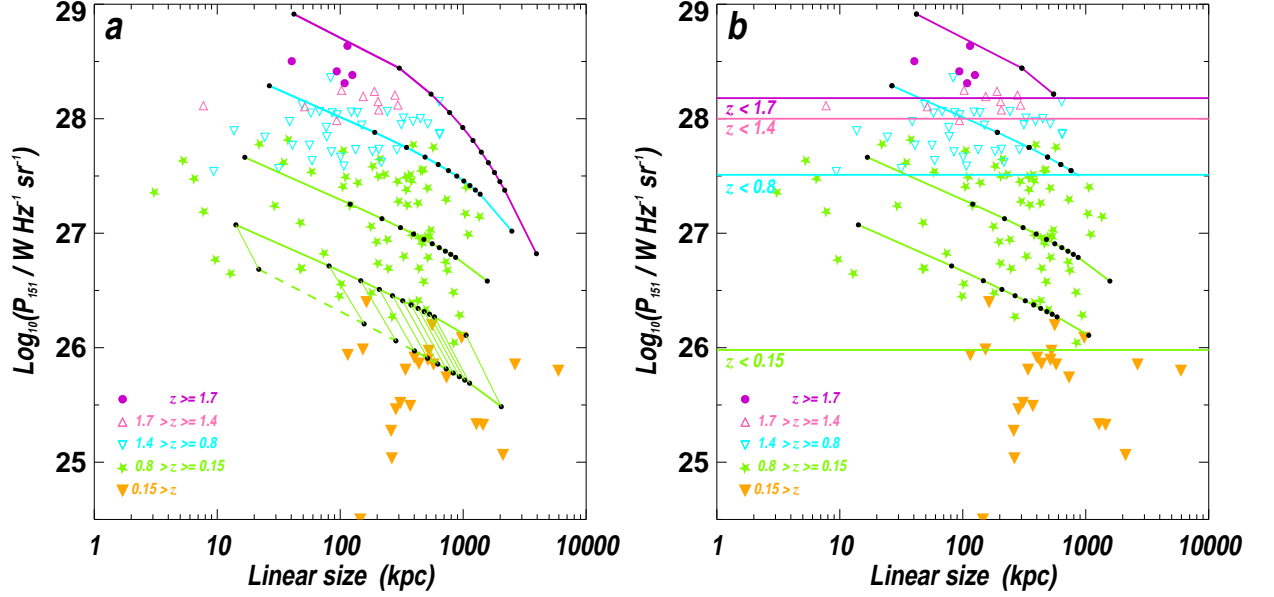 a
29
28
27
26
25
Log₁₀(P₁₅₁ / W Hz⁻¹ sr⁻¹)
z >= 1.7
1.7 > z >= 1.4
1.4 > z >= 0.8
0.8 > z >= 0.15
0.15 > z
1 10 100 1000 10000
Linear size (kpc)
b
29
28
27
26
25
Log₁₀(P₁₅₁ / W Hz⁻¹ sr⁻¹)
z < 1.7
z < 1.4
z < 0.8
z < 0.15
z >= 1.7
1.7 > z >= 1.4
1.4 > z >= 0.8
0.8 > z >= 0.15
0.15 > z
1 10 100 1000 10000
Linear size (kpc)